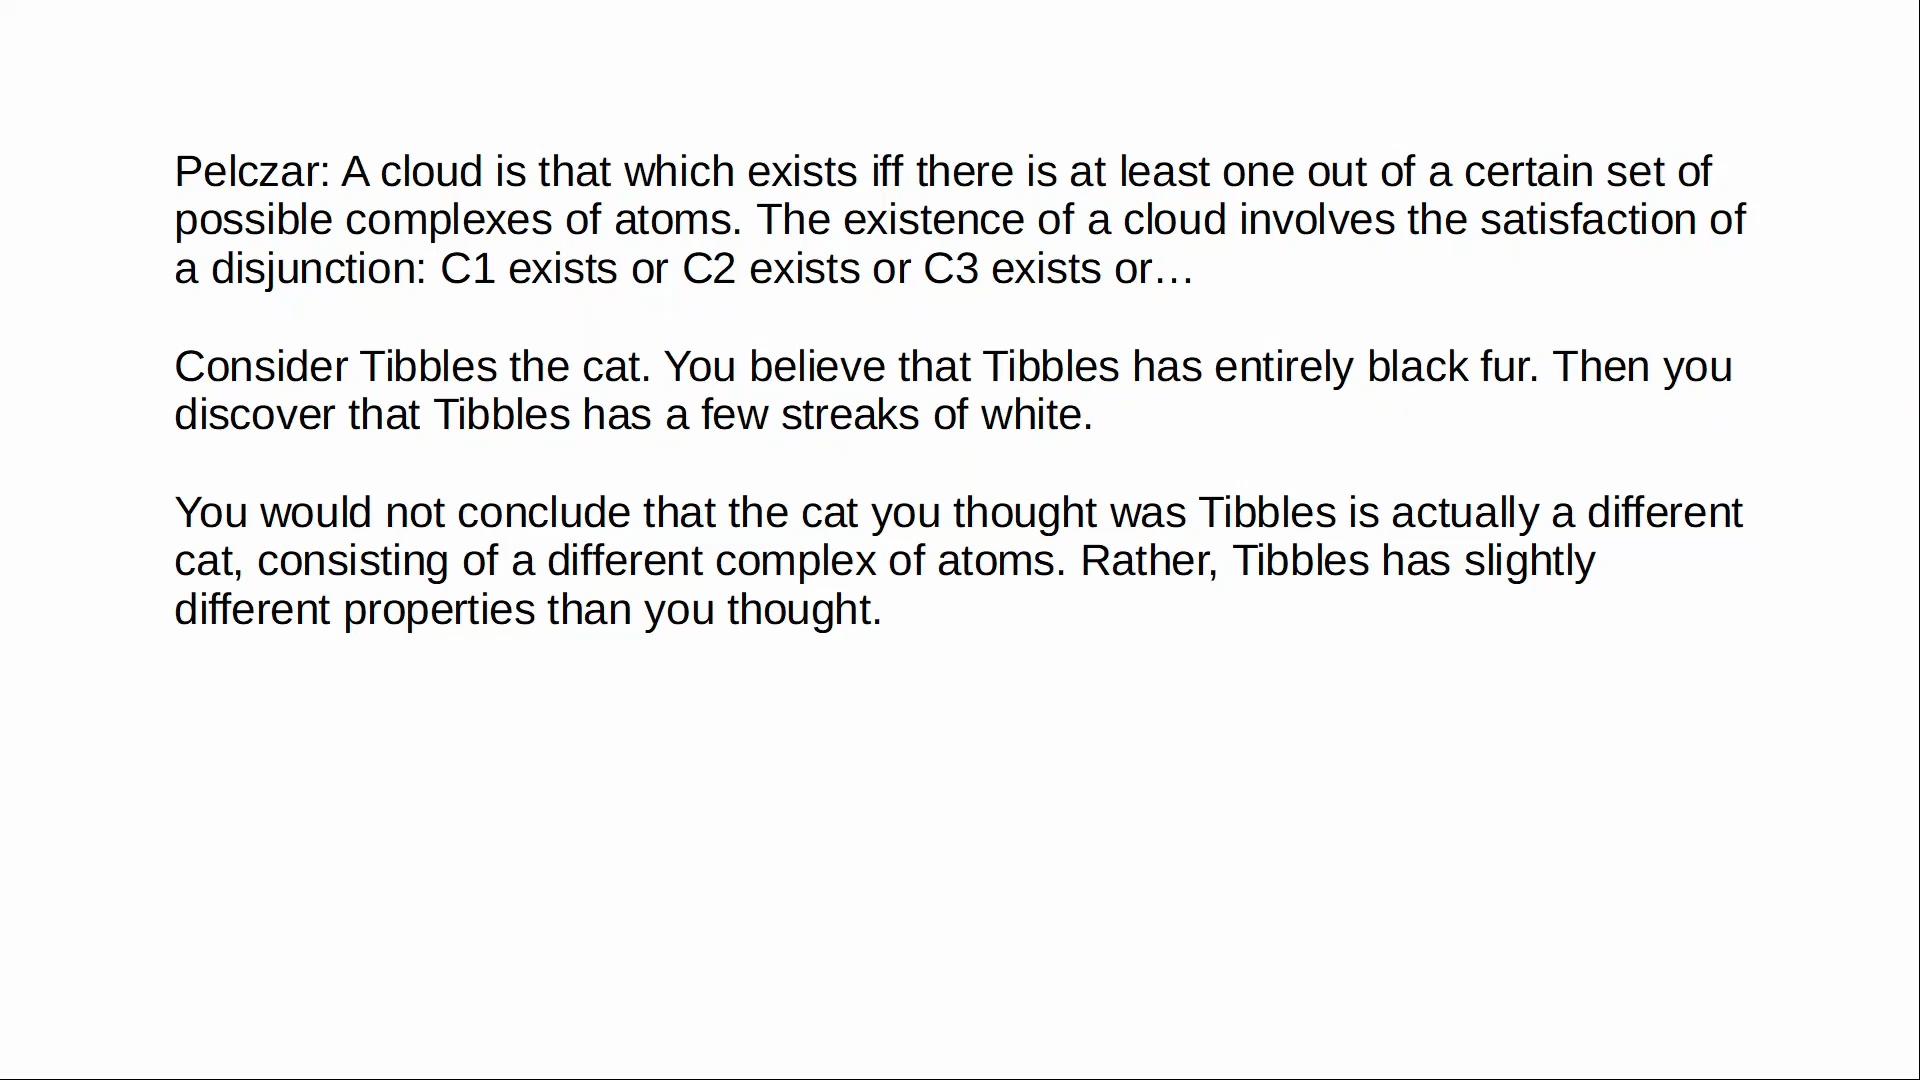 Pelczar: A cloud is that which exists iff there is at least one out of a certain set of
possible complexes of atoms. The existence of a cloud involves the satisfaction of
a disjunction: C1 exists or C2 exists or C3 exists or…
Consider Tibbles the cat. You believe that Tibbles has entirely black fur. Then you
discover that Tibbles has a few streaks of white.
You would not conclude that the cat you thought was Tibbles is actually a different
cat, consisting of a different complex of atoms. Rather, Tibbles has slightly
different properties than you thought.